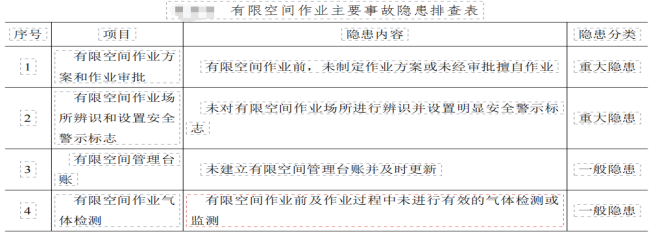 有限空间作业主要事故隐患排查表
序号 项目 隐患内容 隐患分类
1 有限空间作业方案和作业审批 有限空间作业前，未制定作业方案或未经审批擅自作业 重大隐患
2 有限空间作业场所辨识和设置安全警示标志 未对有限空间作业场所进行辨识并设置明显安全警示标志 重大隐患
3 有限空间管理台账 未建立有限空间管理台账并及时更新 一般隐患
4 有限空间作业气体检测 有限空间作业前及作业过程中未进行有效的气体检测或监测 一般隐患